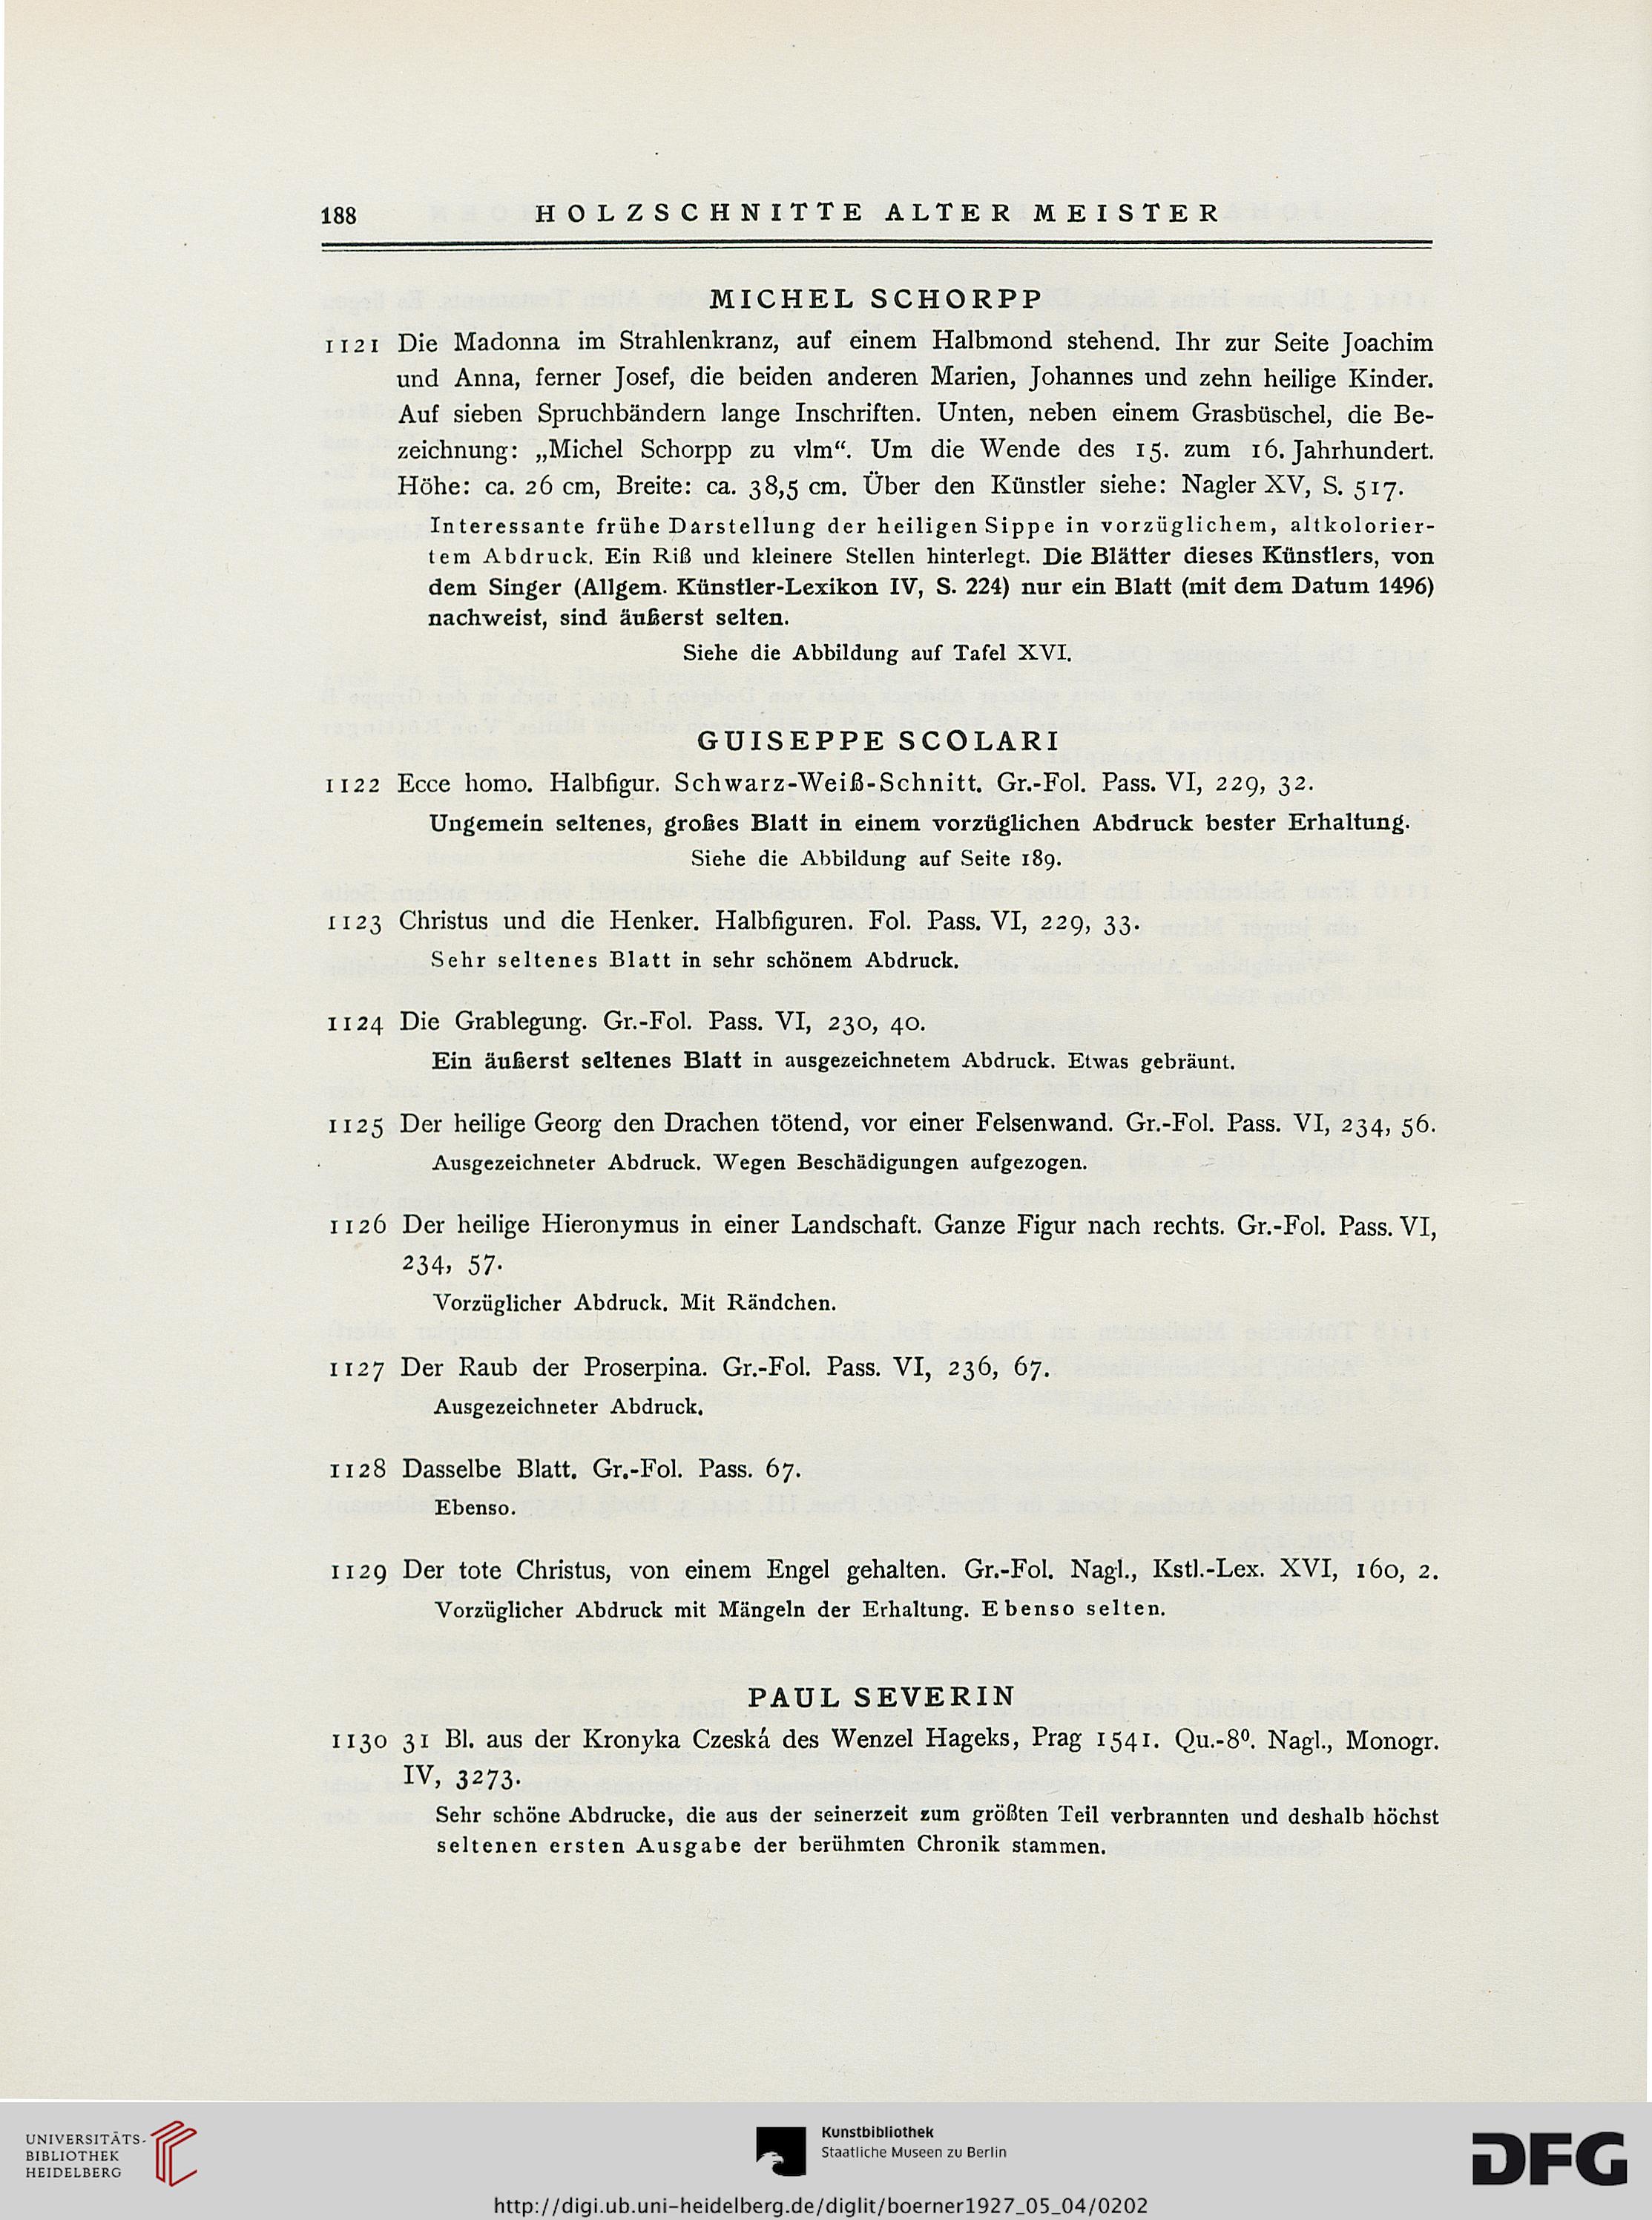 188 HOLZSCHNITTE ALTER MEISTER
MICHEL SCHORPP
1121 Die Madonna im Strahlenkranz, auf einem Halbmond stehend. Ihr zur Seite Joachim
und Anna, ferner Josef, die beiden anderen Marien, Johannes und zehn heilige Kinder.
Auf sieben Spruchbändern lange Inschriften. Unten, neben einem Grasbüschel, die Be-
zeichnung: „Michel Schorpp zu vlm“. Um die Wende des 15. zum 16. Jahrhundert.
Höhe: ca. 26 cm, Breite: ca. 38,5 cm. Über den Künstler siehe: Nagler XV, S. 517.
Interessante frühe Darstellung der heiligen Sippe in vorzüglichem, altkolorier-
tem Abdruck. Ein Riß und kleinere Stellen hinterlegt. Die Blätter dieses Künstlers, von
dem Singer (Allgem. Künstler-Lexikon IV, S. 224) nur ein Blatt (mit dem Datum 1496)
nachweist, sind äußerst selten.
Siehe die Abbildung auf Tafel XVI.
GUISEPPE SCOLARI
1122 Ecce homo. Halbfigur. Schwarz-Weiß-Schnitt. Gr.-Fol. Pass. VI, 229, 32.
Ungemein seltenes, großes Blatt in einem vorzüglichen Abdruck bester Erhaltung.
Siehe die Abbildung auf Seite 189.
1123 Christus und die Henker. Halbfiguren. Fol. Pass. VI, 229, 33.
Sehr seltenes Blatt in sehr schönem Abdruck.
1124 Die Grablegung. Gr.-Fol. Pass. VI, 230, 40.
Ein äußerst seltenes Blatt in ausgezeichnetem Abdruck. Etwas gebräunt.
1125 Der heilige Georg den Drachen tötend, vor einer Felsenwand. Gr.-Fol. Pass. VI, 234, 56.
Ausgezeichneter Abdruck. Wegen Beschädigungen aufgezogen.
1126 Der heilige Hieronymus in einer Landschaft. Ganze Figur nach rechts. Gr.-Fol. Pass. VI,
234, 57.
Vorzüglicher Abdruck. Mit Rändchen.
1127 Der Raub der Proserpina. Gr.-Fol. Pass. VI, 236, 67.
Ausgezeichneter Abdruck.
1128 Dasselbe Blatt. Gr.-Fol. Pass. 67.
Ebenso.
1129 Der tote Christus, von einem Engel gehalten. Gr.-Fol. Nagl., Kstl.-Lex. XVI, 160, 2.
Vorzüglicher Abdruck mit Mängeln der Erhaltung. Ebenso selten.
PAUL SEVERIN
1130 31 Bl. aus der Kronyka Czeská des Wenzel Hageks, Prag 1541. Qu.-8⁰. Nagl., Monogr.
IV, 3273.
Sehr schöne Abdrucke, die aus der seinerzeit zum größten Teil verbrannten und deshalb höchst
seltenen ersten Ausgabe der berühmten Chronik stammen.
UNIVERSITÄTS-
BIBLIOTHEK
HEIDELBERG
Kunstbibliothek
Staatliche Museen zu Berlin
DFG
http://digi.ub.uni-heidelberg.de/diglit/boerner1927_05_04/0202